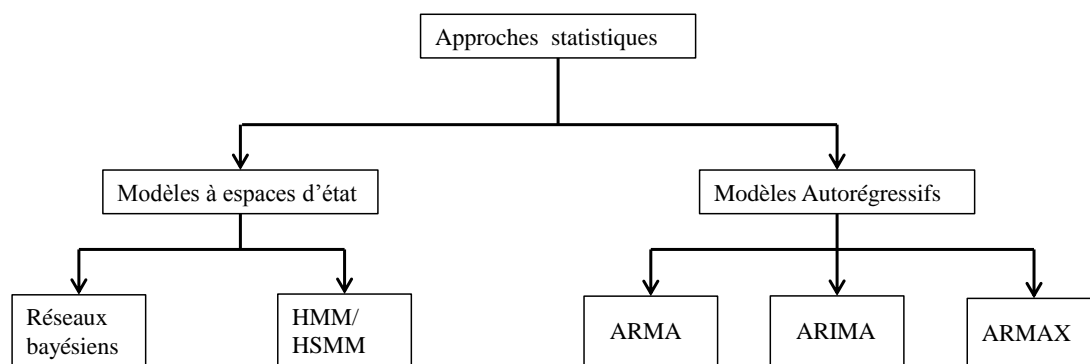 Approches statistiques
Modèles à espaces d’état
Modèles Autorégressifs
Réseaux
bayésiens
HMM/
HSMM
ARMA
ARIMA
ARMAX